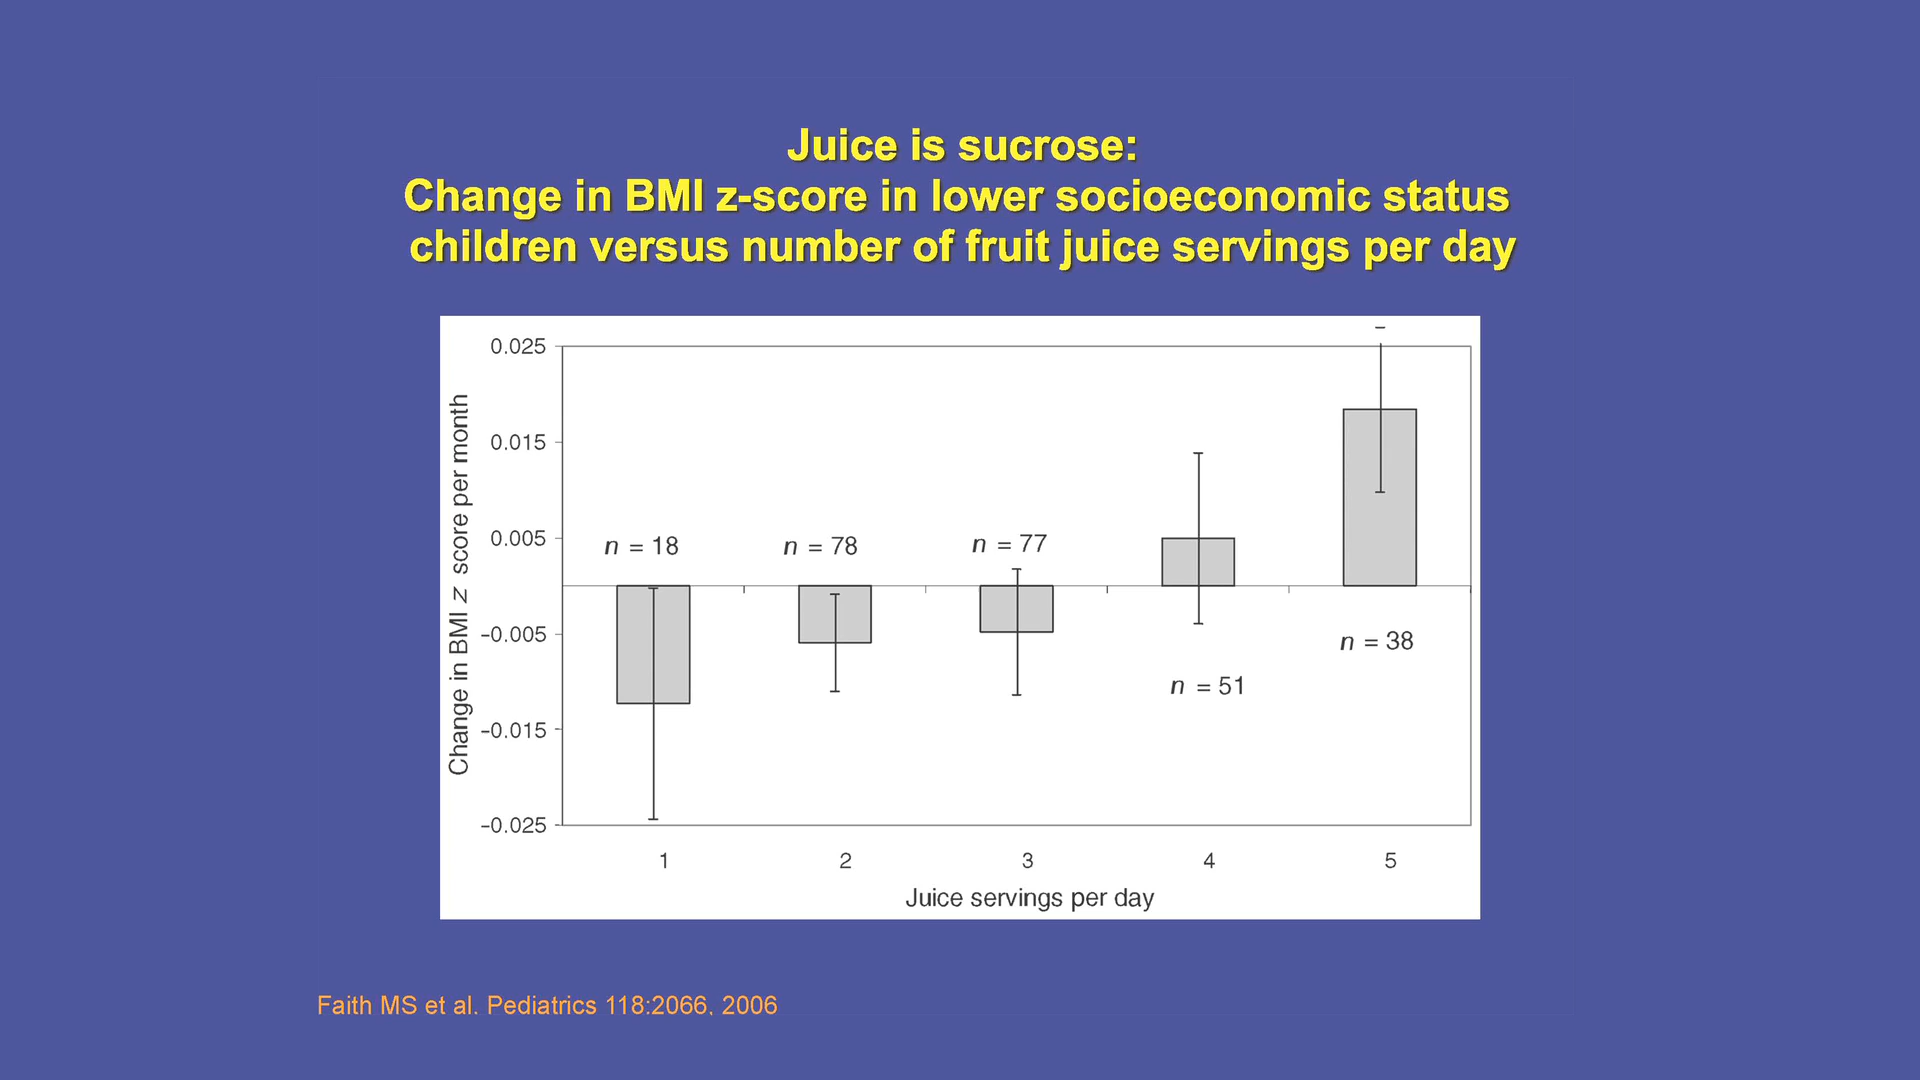 Juice is sucrose:
Change in BMI z-score in lower socioeconomic status
children versus number of fruit juice servings per day
Change in BMI z score per month
0.025
0.015
0.005
−0.005
−0.015
−0.025
n = 18
n = 78
n = 77
n = 51
n = 38
1 2 3 4 5
Juice servings per day
Faith MS et al. Pediatrics 118:2066, 2006